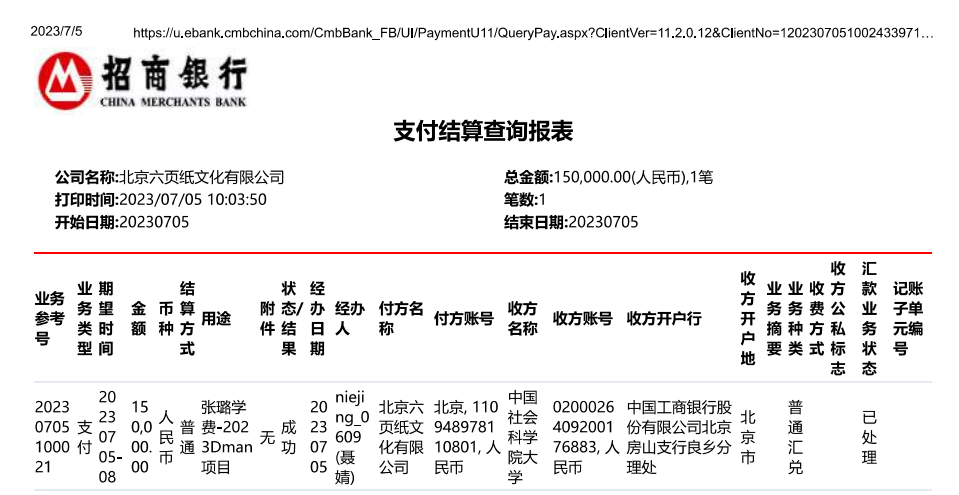 2023/7/5 https://u.ebank.cmbchina.com/CmbBank_FB/UI/PaymentU11/QueryPay.aspx?ClientVer=11.2.0.12&ClientNo=1202307051002433971…
招商银行
CHINA MERCHANTS BANK
支付结算查询报表
公司名称:北京六页纸文化有限公司 总金额:150,000.00(人民币),1笔
打印时间:2023/07/05 10:03:50 笔数:1
开始日期:20230705 结束日期:20230705
业务参考号 业务类型 期望时间 金额 币种 结算方式 用途 附件 状态/结果 经办日期 经办人 付方名称 付方账号 收方名称 收方账号 收方开户行 收方开户地 业务摘要 业务种类 收费方式 收方公私标志 汇款业务状态 记账子单元编号
20230705100021 支付 20230705-08 150,000.00 人民币 普通 张璐学费-2023Dman项目 无 成功 20230705 niejing_0609(聂婧) 北京六页纸文化有限公司 北京, 110948978110801, 人民币 中国社会科学院大学 0200026409200176883, 人民币 中国工商银行股份有限公司北京房山支行良乡分理处 北京市 普通汇兑 已处理